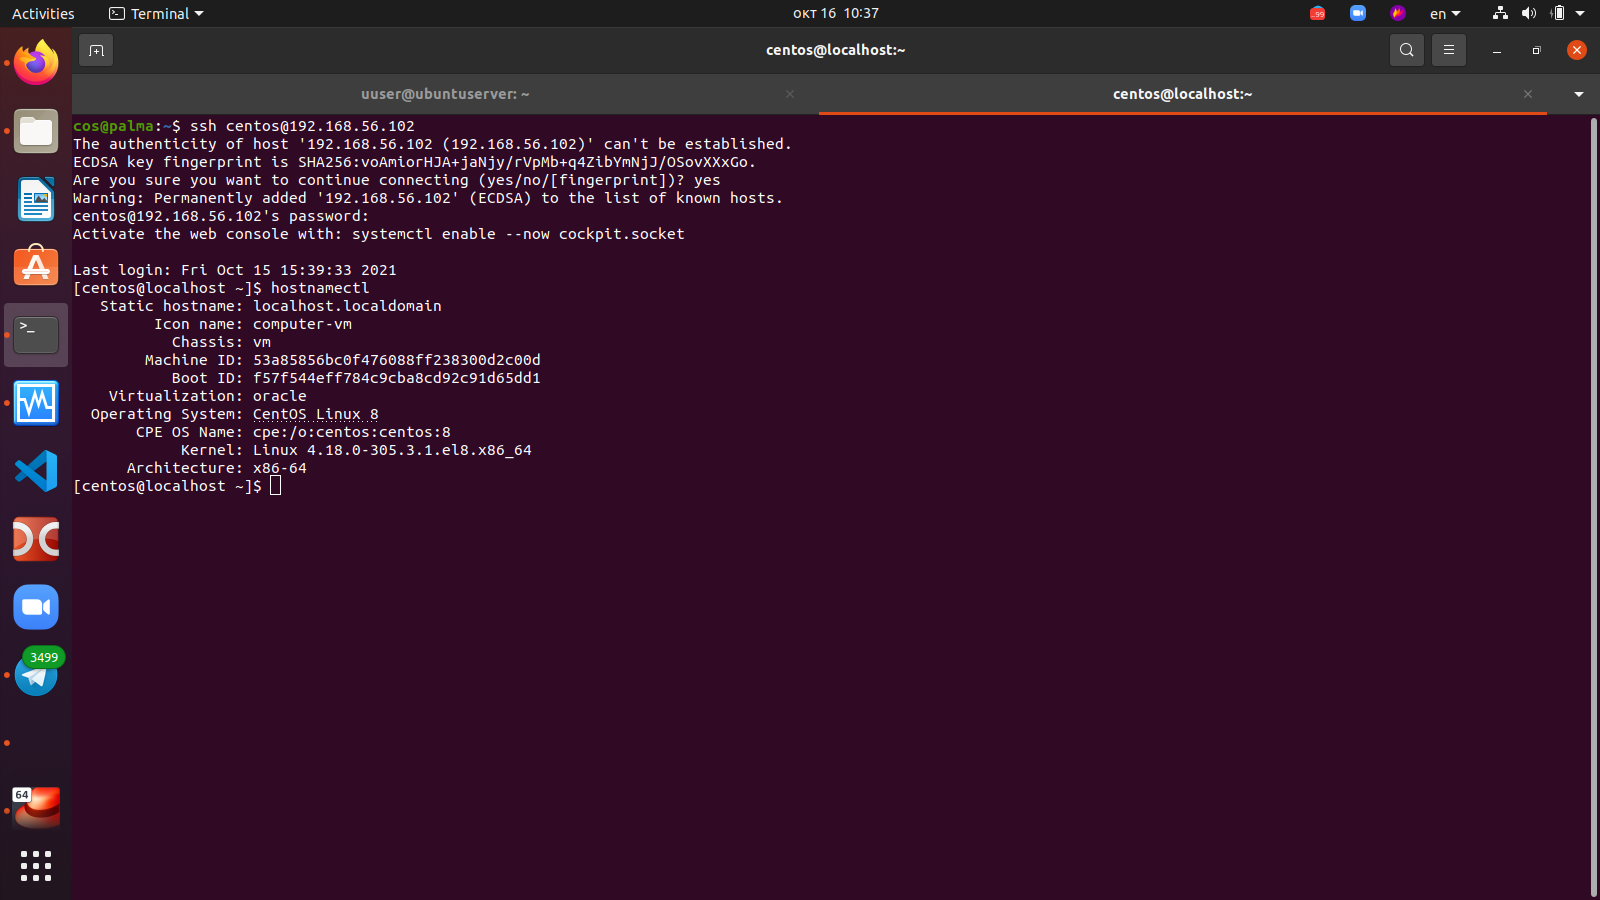 Activities Terminal окт 16 10:37 en
centos@localhost:~
uuser@ubuntuserver: ~ centos@localhost:~
cos@palma:~$ ssh centos@192.168.56.102
The authenticity of host '192.168.56.102 (192.168.56.102)' can't be established.
ECDSA key fingerprint is SHA256:voAmiorHJA+jaNjy/rVpMb+q4ZibYmNjJ/OSovXXxGo.
Are you sure you want to continue connecting (yes/no/[fingerprint])? yes
Warning: Permanently added '192.168.56.102' (ECDSA) to the list of known hosts.
centos@192.168.56.102's password:
Activate the web console with: systemctl enable --now cockpit.socket
Last login: Fri Oct 15 15:39:33 2021
[centos@localhost ~]$ hostnamectl
Static hostname: localhost.localdomain
Icon name: computer-vm
Chassis: vm
Machine ID: 53a85856bc0f476088ff238300d2c00d
Boot ID: f57f544eff784c9cba8cd92c91d65dd1
Virtualization: oracle
Operating System: CentOS Linux 8
CPE OS Name: cpe:/o:centos:centos:8
Kernel: Linux 4.18.0-305.3.1.el8.x86_64
Architecture: x86-64
[centos@localhost ~]$
3499
64